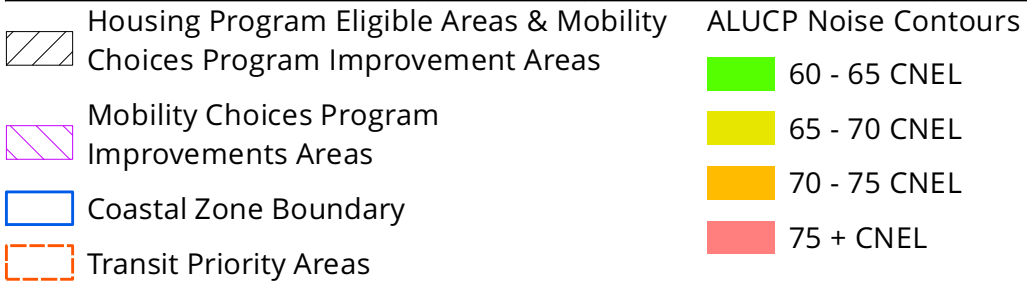 Housing Program Eligible Areas & Mobility
Choices Program Improvement Areas
Mobility Choices Program
Improvements Areas
Coastal Zone Boundary
Transit Priority Areas
ALUCP Noise Contours
60 - 65 CNEL
65 - 70 CNEL
70 - 75 CNEL
75 + CNEL